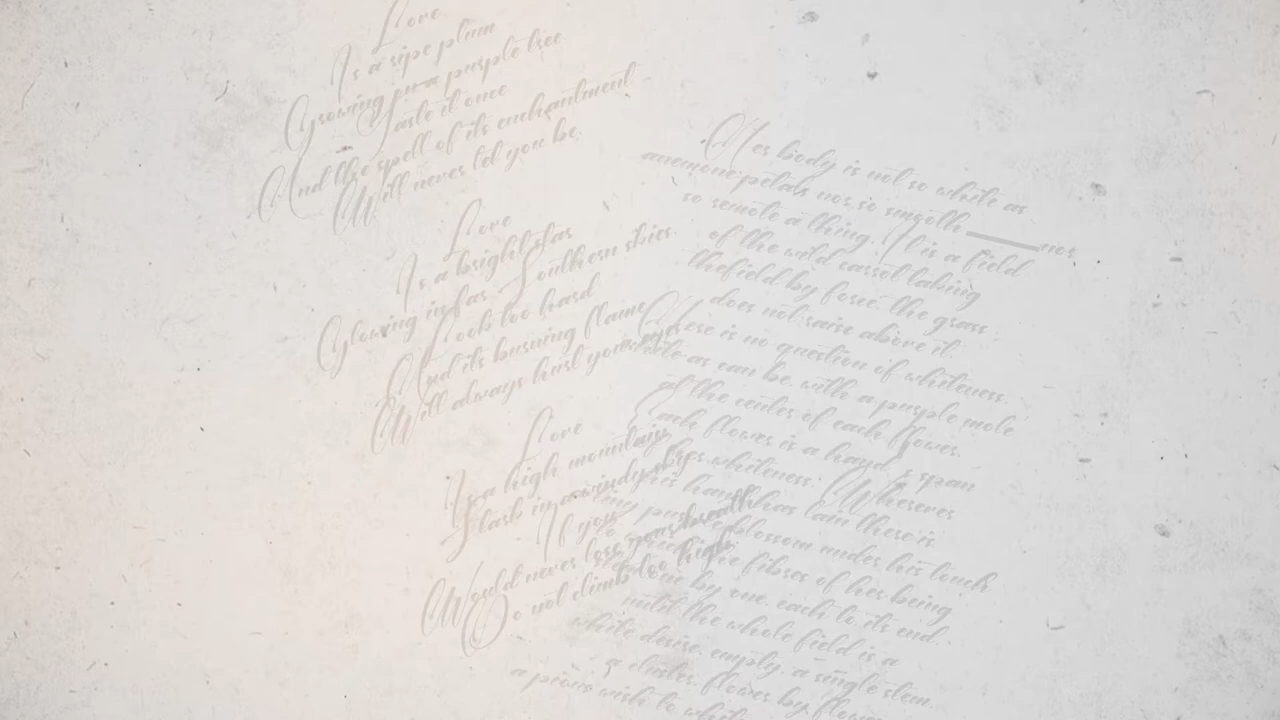 Love
Is a ripe plum
Growing on a purple tree.
Taste it once
And the spell of its enchantment
Will never let you be.
Love
Is a bright star
Glowing in far Southern skies.
Look too hard
And its burning flame
Will always hurt your eyes.
Love
Is a high mountain
Stark in a windy sky.
If you
Would never lose your breath
Do not climb too high.
Her body is not so white as
anemone petals nor so smooth—nor
so remote a thing. It is a field
of the wild carrot taking
the field by force; the grass
does not raise above it.
Here is no question of whiteness,
white as can be, with a purple mole
at the center of each flower.
Each flower is a hand's span
of her whiteness. Wherever
his hand has lain there is
a tiny purple blemish
blossom under his touch
the fibres of her being
one by one, each to its end,
until the whole field is a
white desire, empty, a single stem,
a cluster, flower by flower,
a pious wish to